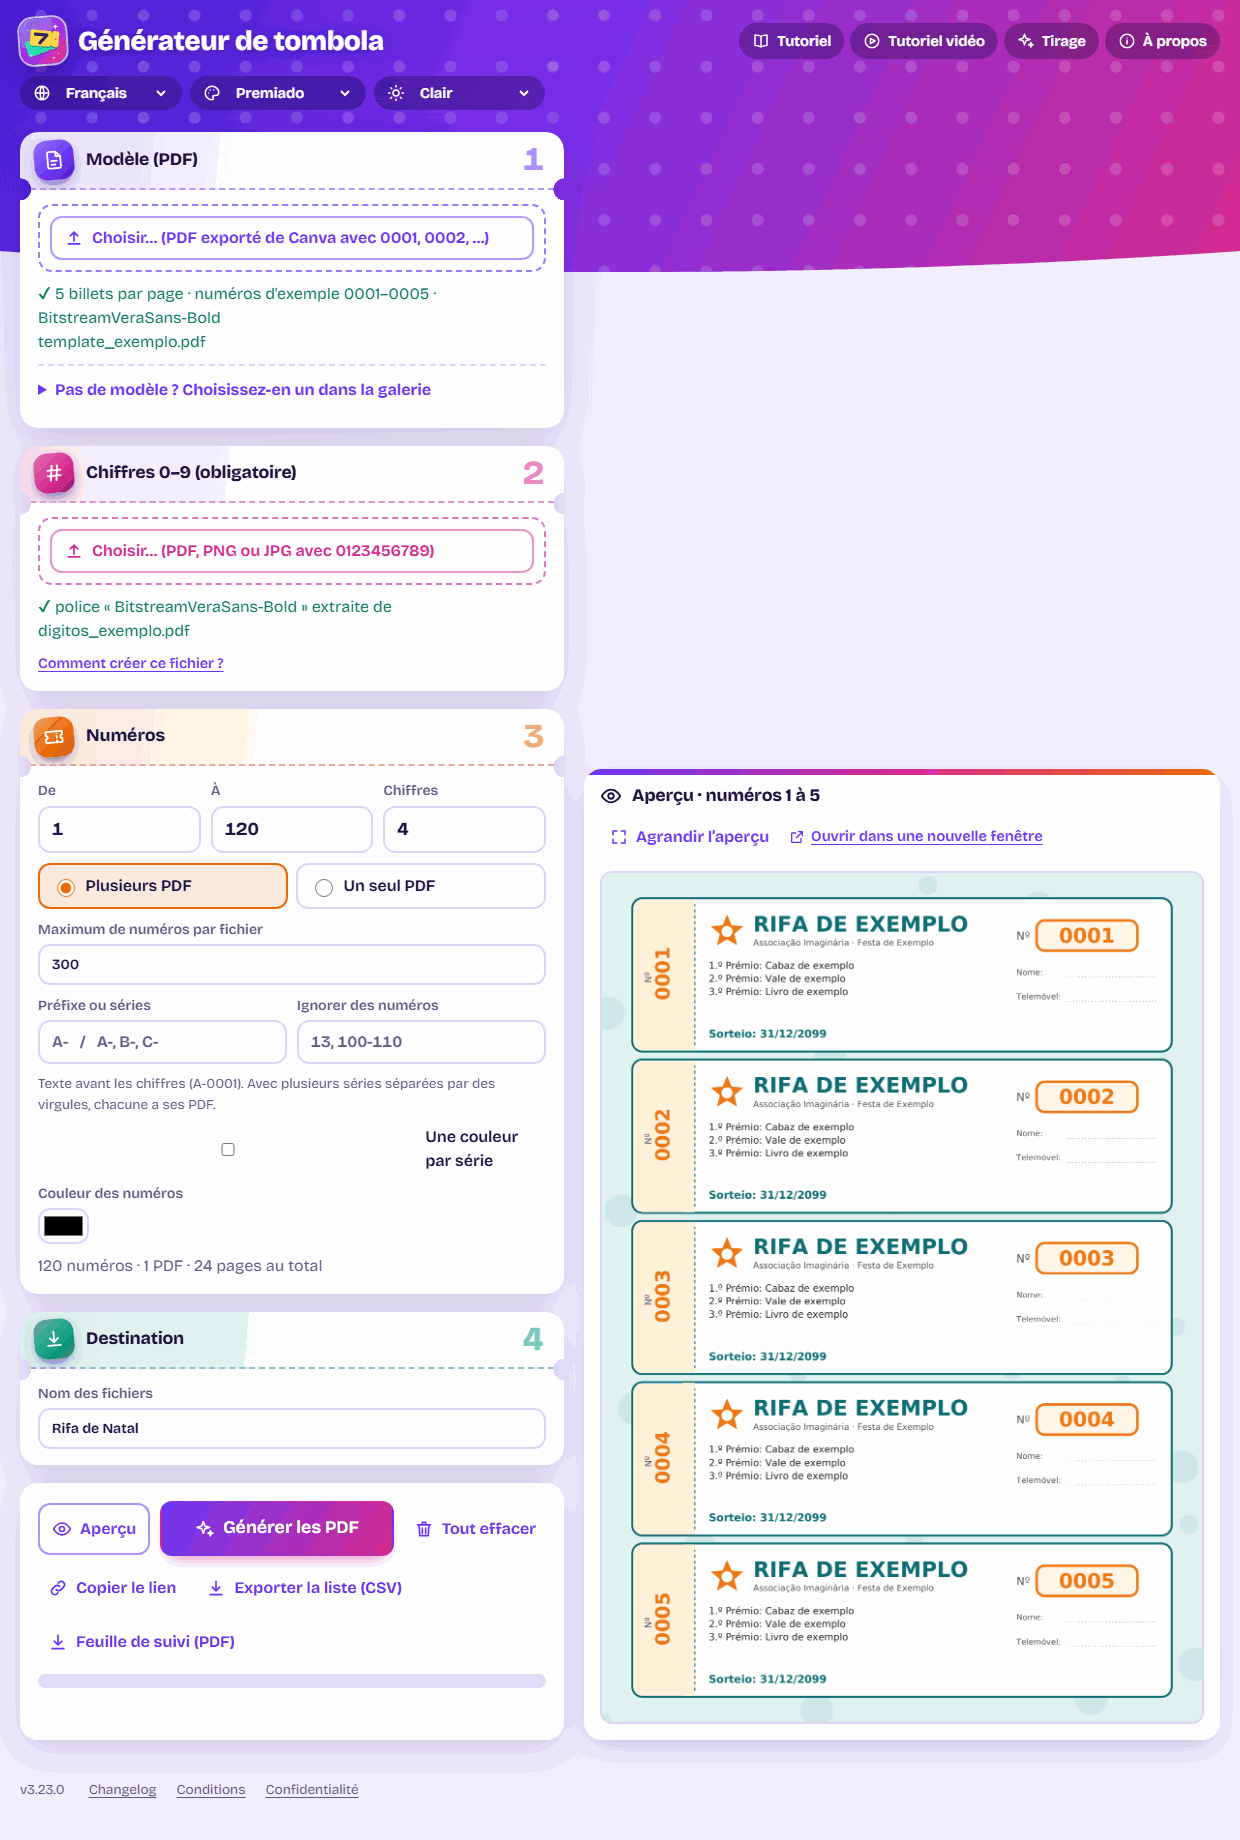 Générateur de tombola
Tutoriel
Tutoriel vidéo
Tirage
À propos
Français
Premiado
Clair
Modèle (PDF)
1
Choisir... (PDF exporté de Canva avec 0001, 0002, ...)
✓ 5 billets par page · numéros d'exemple 0001–0005 ·
BitstreamVeraSans-Bold
template_exemplo.pdf
Pas de modèle ? Choisissez-en un dans la galerie
Chiffres 0–9 (obligatoire)
2
Choisir... (PDF, PNG ou JPG avec 0123456789)
✓ police « BitstreamVeraSans-Bold » extraite de
digitos_exemplo.pdf
Comment créer ce fichier ?
Numéros
3
De
À
Chiffres
1
120
4
Plusieurs PDF
Un seul PDF
Maximum de numéros par fichier
300
Préfixe ou séries
Ignorer des numéros
A- / A-, B-, C-
13, 100-110
Texte avant les chiffres (A-0001). Avec plusieurs séries séparées par des
virgules, chacune a ses PDF.
Une couleur
par série
Couleur des numéros
120 numéros · 1 PDF · 24 pages au total
Destination
4
Nom des fichiers
Rifa de Natal
Aperçu
Générer les PDF
Tout effacer
Copier le lien
Exporter la liste (CSV)
Feuille de suivi (PDF)
Aperçu · numéros 1 à 5
Agrandir l’aperçu
Ouvrir dans une nouvelle fenêtre
Nº 0001
RIFA DE EXEMPLO
Associação Imaginária · Festa de Exemplo
1.º Prémio: Cabaz de exemplo
2.º Prémio: Vale de exemplo
3.º Prémio: Livro de exemplo
Sorteio: 31/12/2099
Nº 0001
Nome:
Telemóvel:
Nº 0002
RIFA DE EXEMPLO
Associação Imaginária · Festa de Exemplo
1.º Prémio: Cabaz de exemplo
2.º Prémio: Vale de exemplo
3.º Prémio: Livro de exemplo
Sorteio: 31/12/2099
Nº 0002
Nome:
Telemóvel:
Nº 0003
RIFA DE EXEMPLO
Associação Imaginária · Festa de Exemplo
1.º Prémio: Cabaz de exemplo
2.º Prémio: Vale de exemplo
3.º Prémio: Livro de exemplo
Sorteio: 31/12/2099
Nº 0003
Nome:
Telemóvel:
Nº 0004
RIFA DE EXEMPLO
Associação Imaginária · Festa de Exemplo
1.º Prémio: Cabaz de exemplo
2.º Prémio: Vale de exemplo
3.º Prémio: Livro de exemplo
Sorteio: 31/12/2099
Nº 0004
Nome:
Telemóvel:
Nº 0005
RIFA DE EXEMPLO
Associação Imaginária · Festa de Exemplo
1.º Prémio: Cabaz de exemplo
2.º Prémio: Vale de exemplo
3.º Prémio: Livro de exemplo
Sorteio: 31/12/2099
Nº 0005
Nome:
Telemóvel:
v3.23.0
Changelog
Conditions
Confidentialité